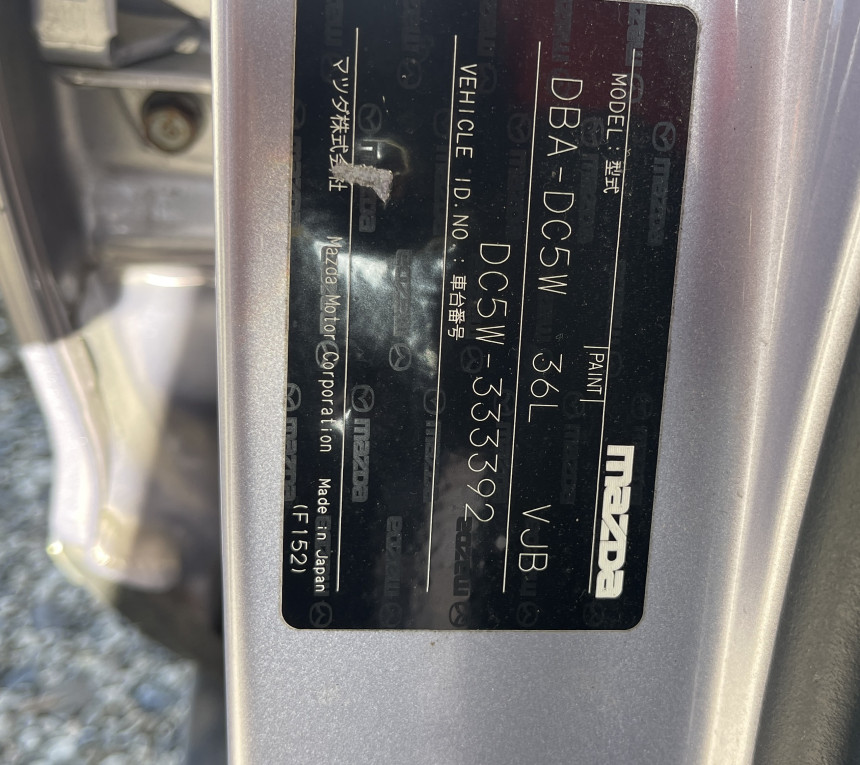 mazda
MODEL:型式 PAINT
DBA-DC5W 36L VJB
VEHICLE ID.NO.:車台番号
DC5W-333392
マツダ株式会社 Mazda Motor Corporation Made in Japan
(F152)